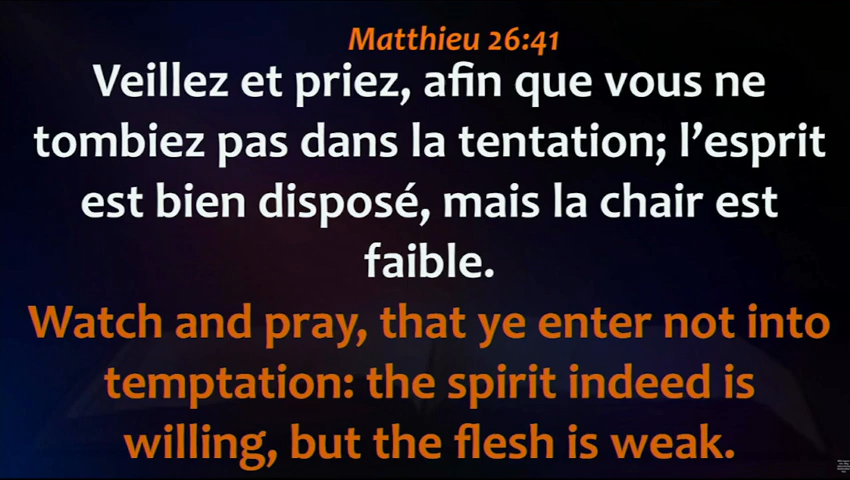 Matthieu 26:41
Veillez et priez, afin que vous ne
tombiez pas dans la tentation; l’esprit
est bien disposé, mais la chair est
faible.
Watch and pray, that ye enter not into
temptation: the spirit indeed is
willing, but the flesh is weak.